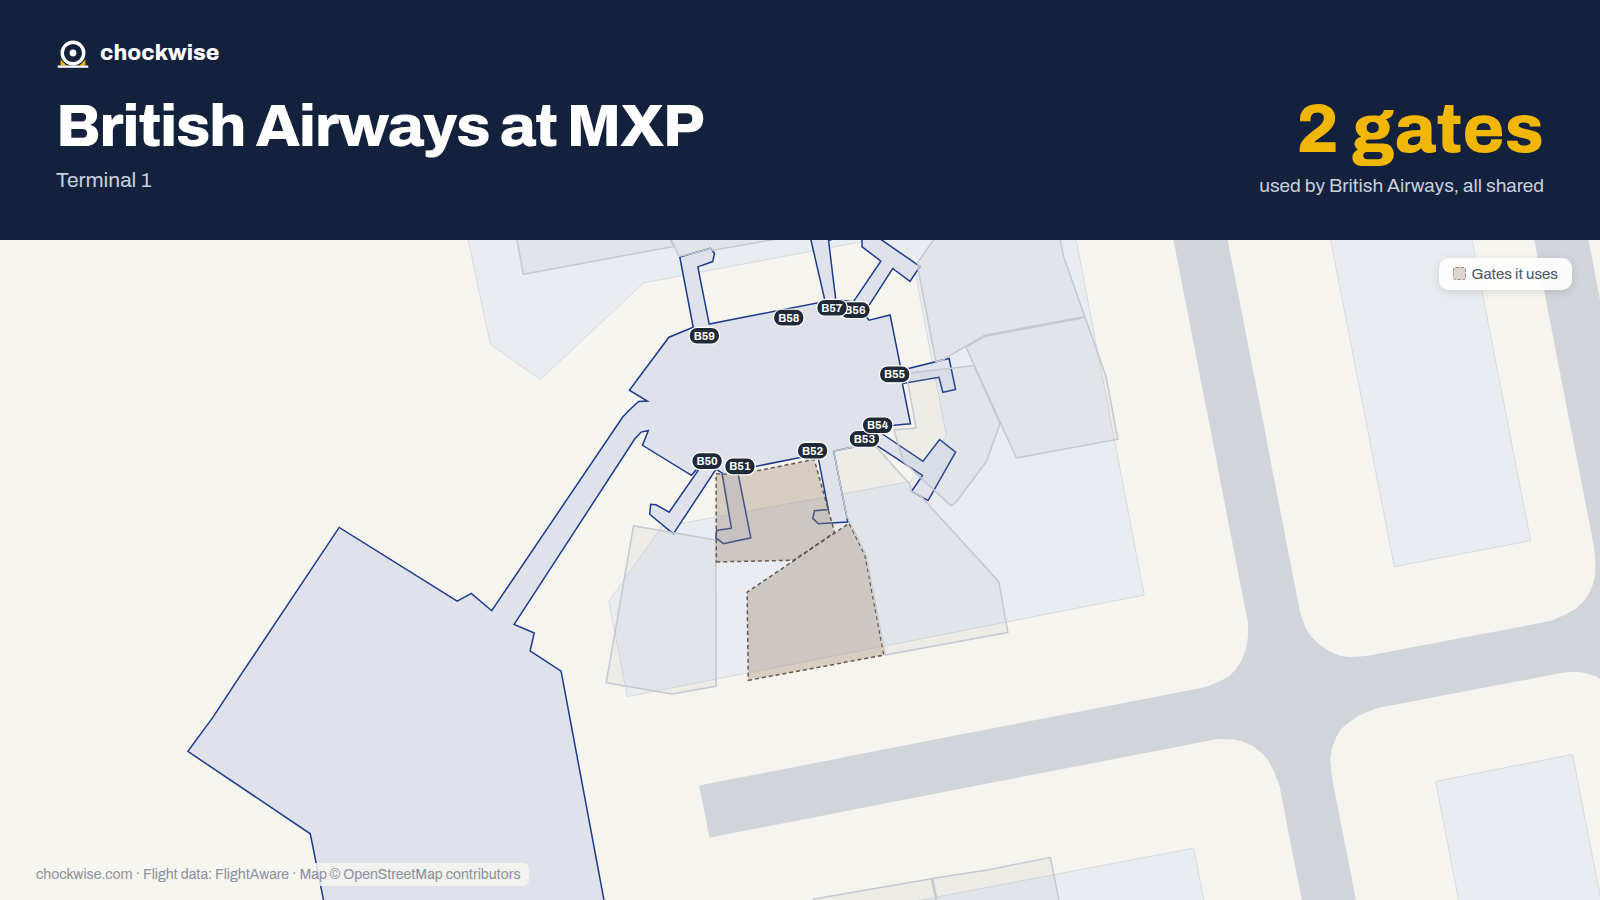 chockwise
British Airways at MXP
Terminal 1
2 gates
used by British Airways, all shared
Gates it uses
B57
B56
B58
B59
B55
B54
B53
B52
B50
B51
chockwise.com · Flight data: FlightAware · Map © OpenStreetMap contributors